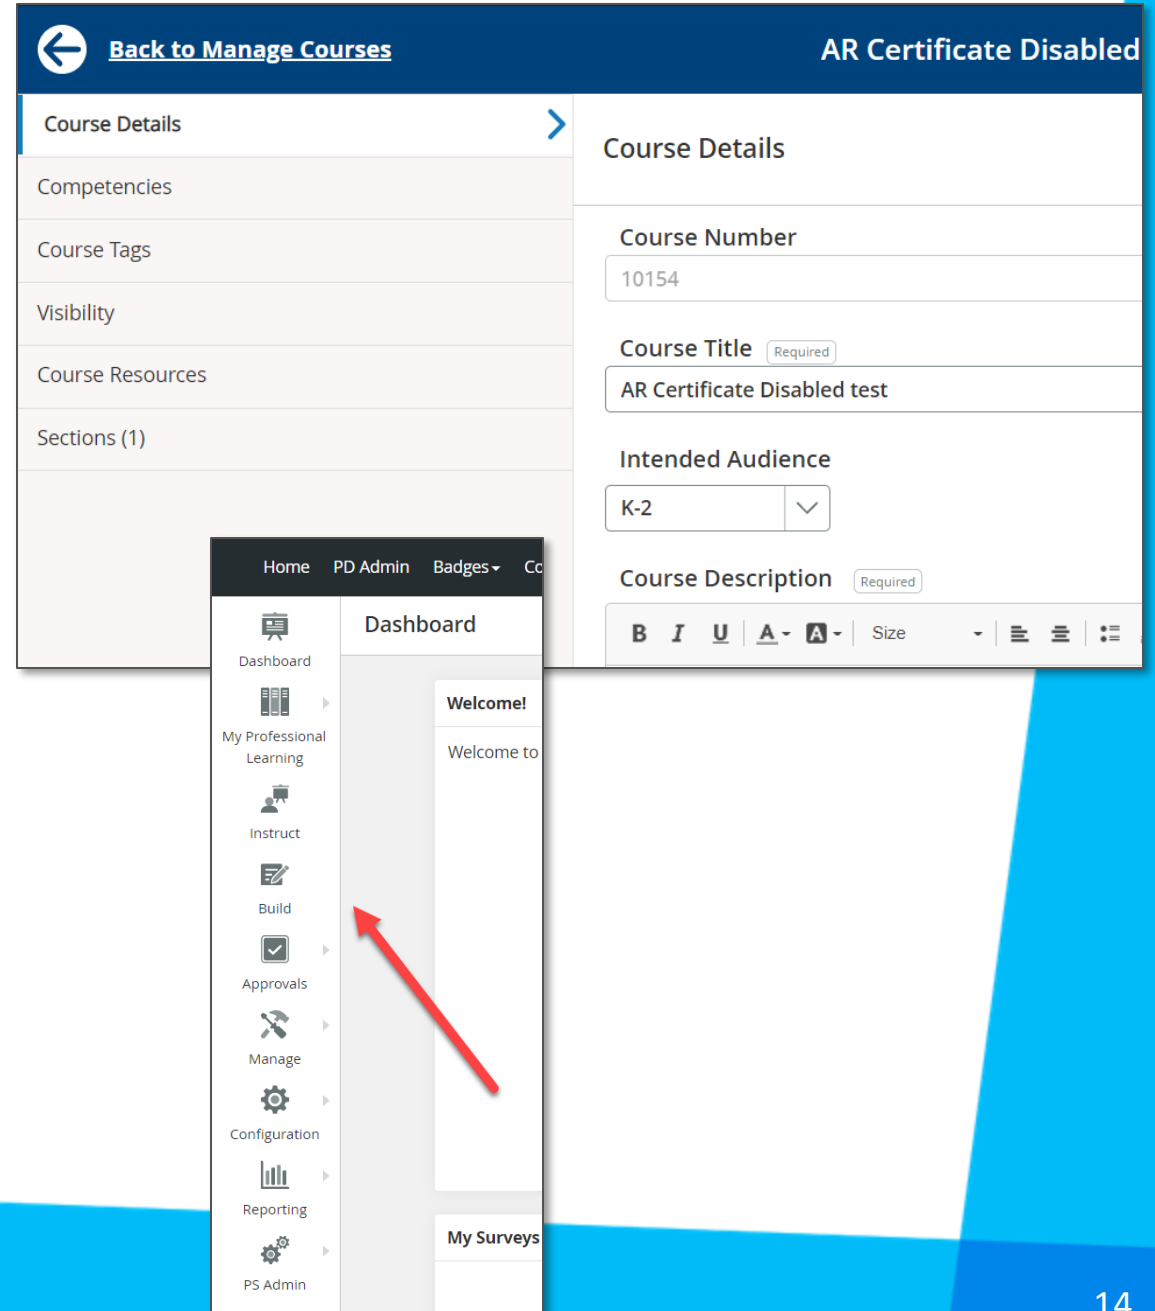 Back to Manage Courses
AR Certificate Disabled
Course Details
Competencies
Course Tags
Visibility
Course Resources
Sections (1)
Course Details
Course Number
10154
Course Title Required
AR Certificate Disabled test
Intended Audience
K-2
Course Description Required
B I U A A Size
Home PD Admin Badges
Dashboard
My Professional
Learning
Instruct
Build
Approvals
Manage
Configuration
Reporting
PS Admin
Dashboard
Welcome!
Welcome to
My Surveys
14